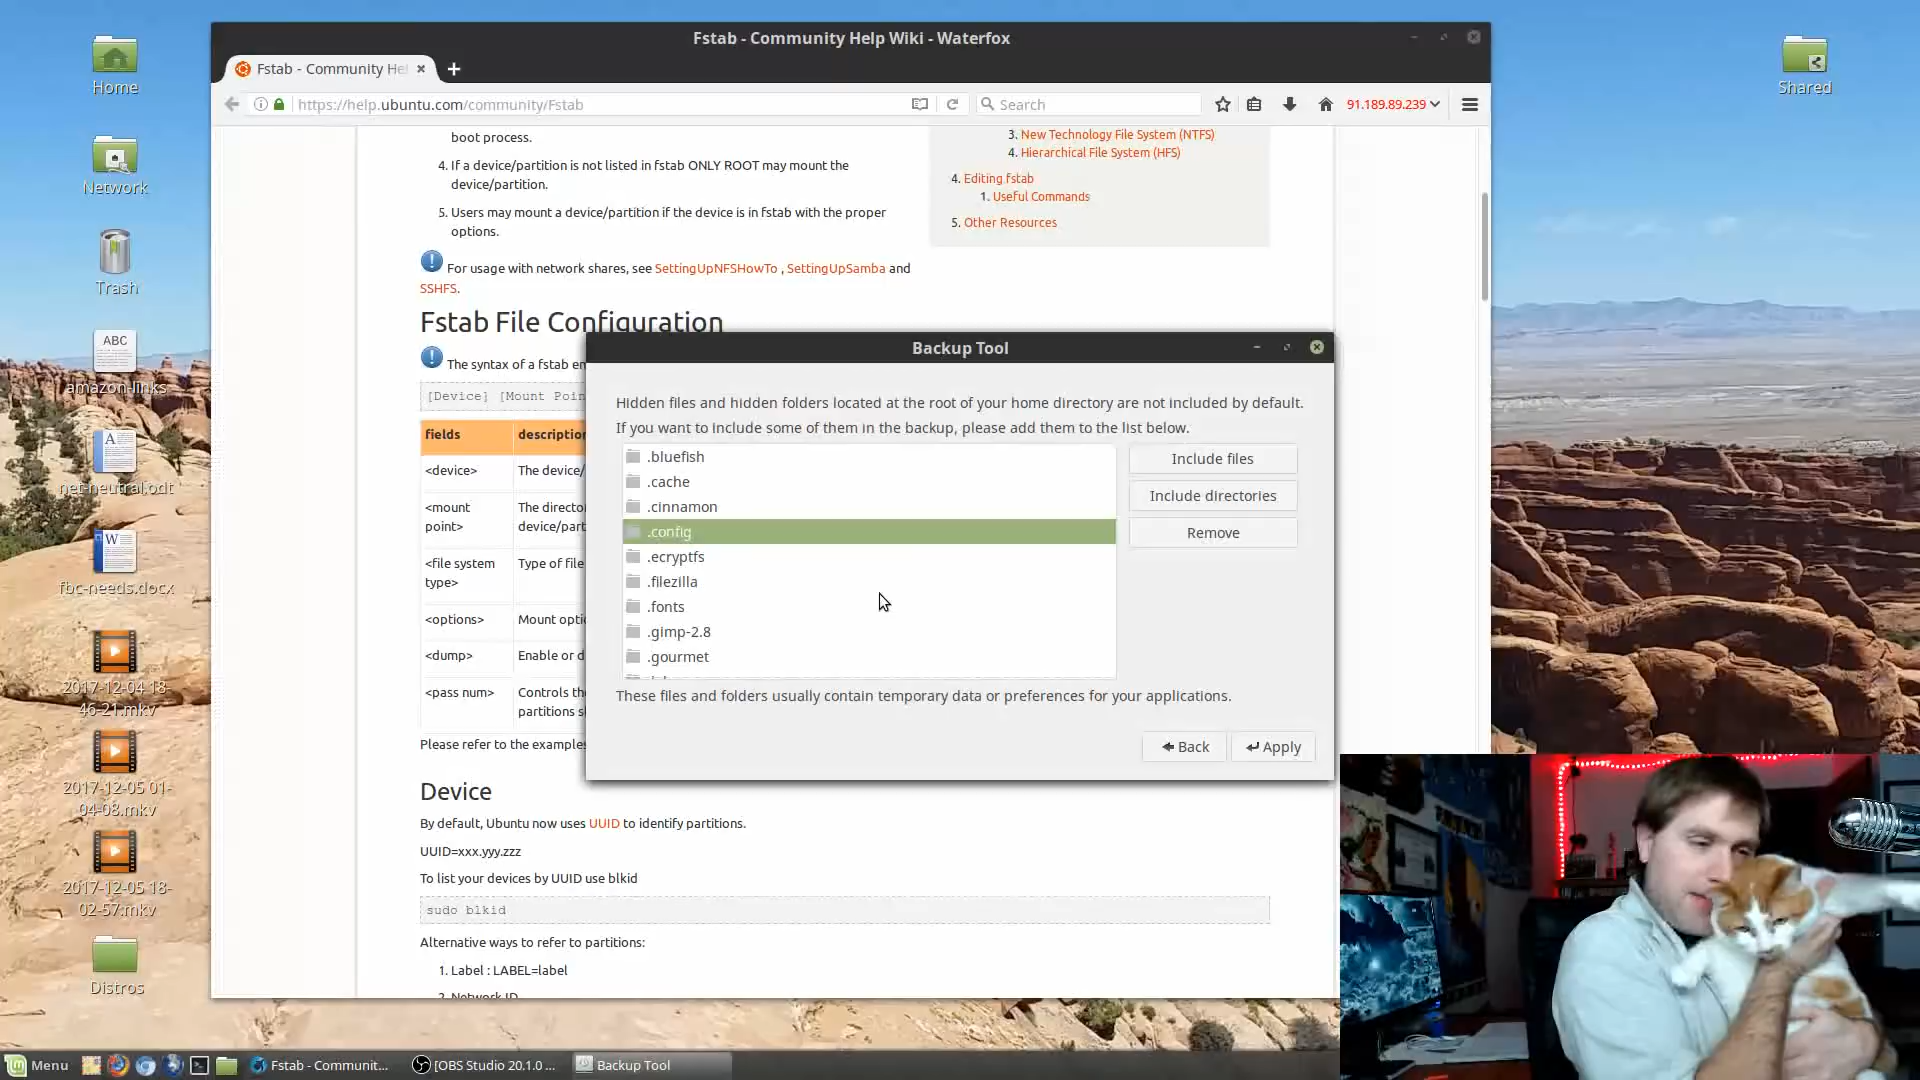 Home
Network
Trash
ABC
amazon-links
A
net-neutral.odt
W
fbc-needs.docx
2017-12-04 18-
46-21.mkv
2017-12-05 01-
04-08.mkv
2017-12-05 18-
02-57.mkv
Distros
Shared
Fstab - Community Help Wiki - Waterfox
Fstab - Community He
https://help.ubuntu.com/community/Fstab
Search
91.189.89.239
boot process.
4. If a device/partition is not listed in fstab ONLY ROOT may mount the
device/partition.
5. Users may mount a device/partition if the device is in fstab with the proper
options.
3. New Technology File System (NTFS)
4. Hierarchical File System (HFS)
4. Editing fstab
1. Useful Commands
5. Other Resources
For usage with network shares, see SettingUpNFSHowTo , SettingUpSamba and
SSHFS.
Fstab File Configuration
The syntax of a fstab en
[Device] [Mount Poin
fields description
<device> The device/
<mount
point>
The director
device/part
<file system
type>
Type of file
<options> Mount opti
<dump> Enable or d
<pass num> Controls th
partitions s
Please refer to the examples
Device
By default, Ubuntu now uses UUID to identify partitions.
UUID=xxx.yyy.zzz
To list your devices by UUID use blkid
sudo blkid
Alternative ways to refer to partitions:
1. Label : LABEL=label
2. Network ID
Backup Tool
Hidden files and hidden folders located at the root of your home directory are not included by default.
If you want to include some of them in the backup, please add them to the list below.
.bluefish
.cache
.cinnamon
.config
.ecryptfs
.filezilla
.fonts
.gimp-2.8
.gourmet
Include files
Include directories
Remove
These files and folders usually contain temporary data or preferences for your applications.
Back
Apply
Menu
Fstab - Communit...
[OBS Studio 20.1.0 ...
Backup Tool